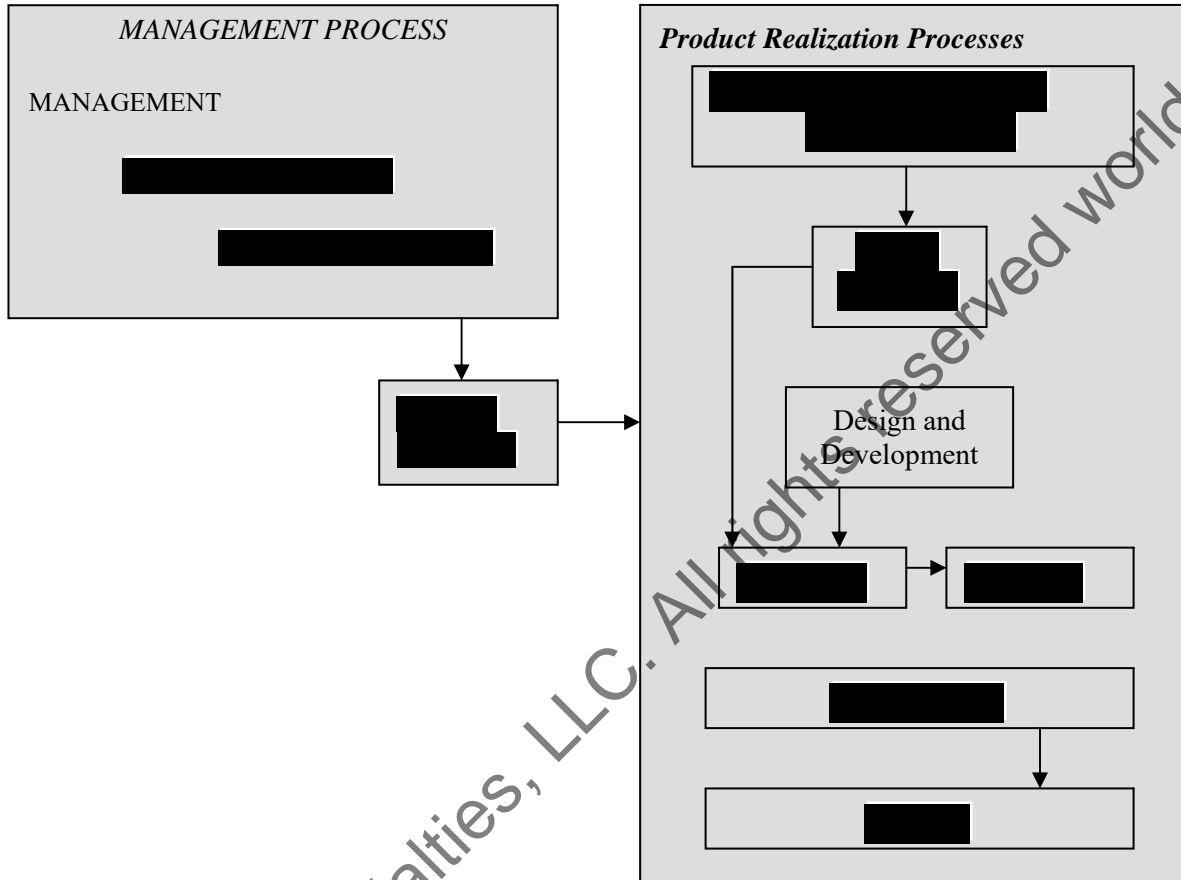 MANAGEMENT PROCESS
MANAGEMENT
Product Realization Processes
Design and
Development
alties, LLC. All rights reserved world